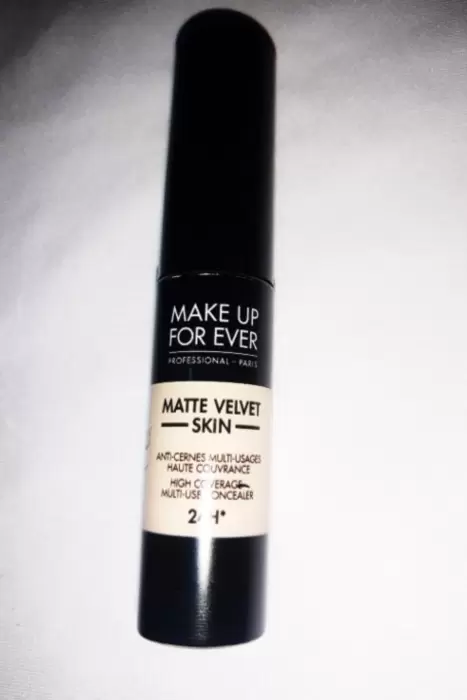 MAKE UP
FOR EVER
PROFESSIONAL - PARIS
MATTE VELVET
SKIN
ANTI-CERNES MULTI-USAGES
HAUTE COUVRANCE
HIGH COVERAGE
MULTI-USE CONCEALER
24H*